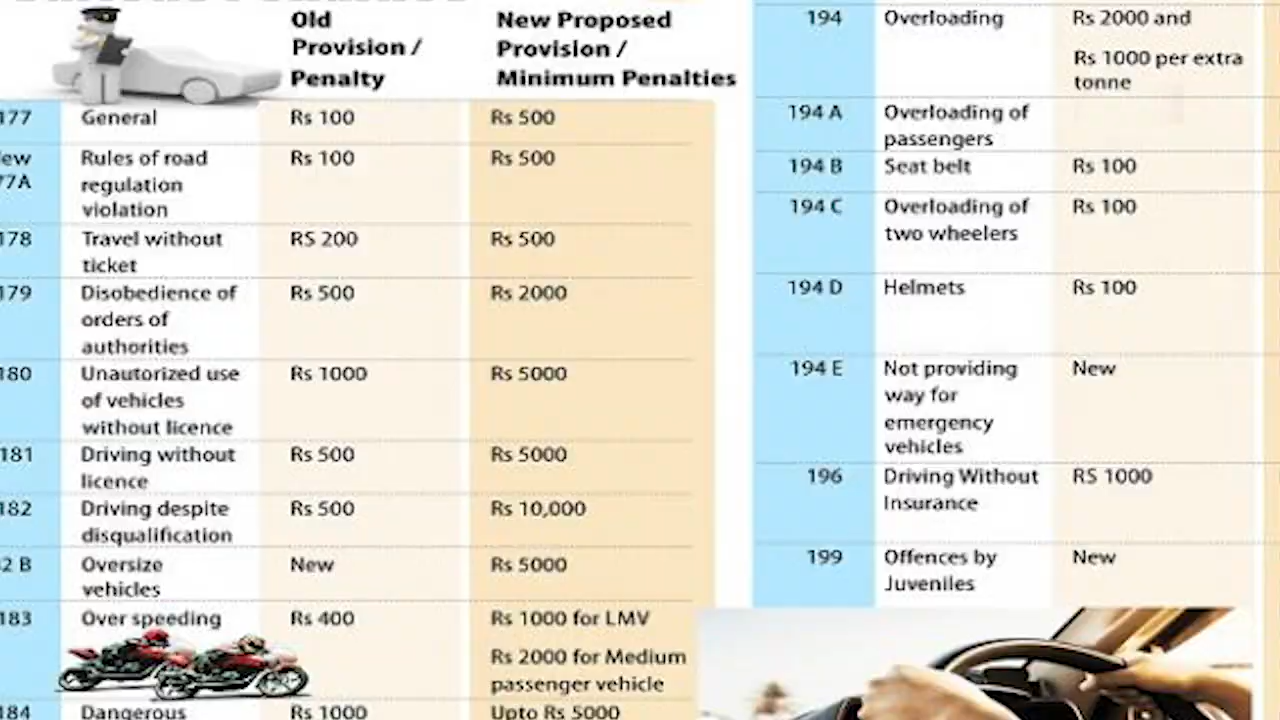 Old
Provision /
Penalty
New Proposed
Provision /
Minimum Penalties
177 General Rs 100 Rs 500
Rules of road Rs 100 Rs 500
77A regulation
violation
178 Travel without RS 200 Rs 500
ticket
179 Disobedience of Rs 500 Rs 2000
orders of
authorities
180 Unautorized use Rs 1000 Rs 5000
of vehicles
without licence
181 Driving without Rs 500 Rs 5000
licence
182 Driving despite Rs 500 Rs 10,000
disqualification
2 B Oversize New Rs 5000
vehicles
183 Over speeding Rs 400 Rs 1000 for LMV
Rs 2000 for Medium
passenger vehicle
184 Dangerous Rs 1000 Upto Rs 5000
194 Overloading Rs 2000 and
Rs 1000 per extra
tonne
194 A Overloading of
passengers
194 B Seat belt Rs 100
194 C Overloading of Rs 100
two wheelers
194 D Helmets Rs 100
194 E Not providing New
way for
emergency
vehicles
196 Driving Without RS 1000
Insurance
199 Offences by New
Juveniles